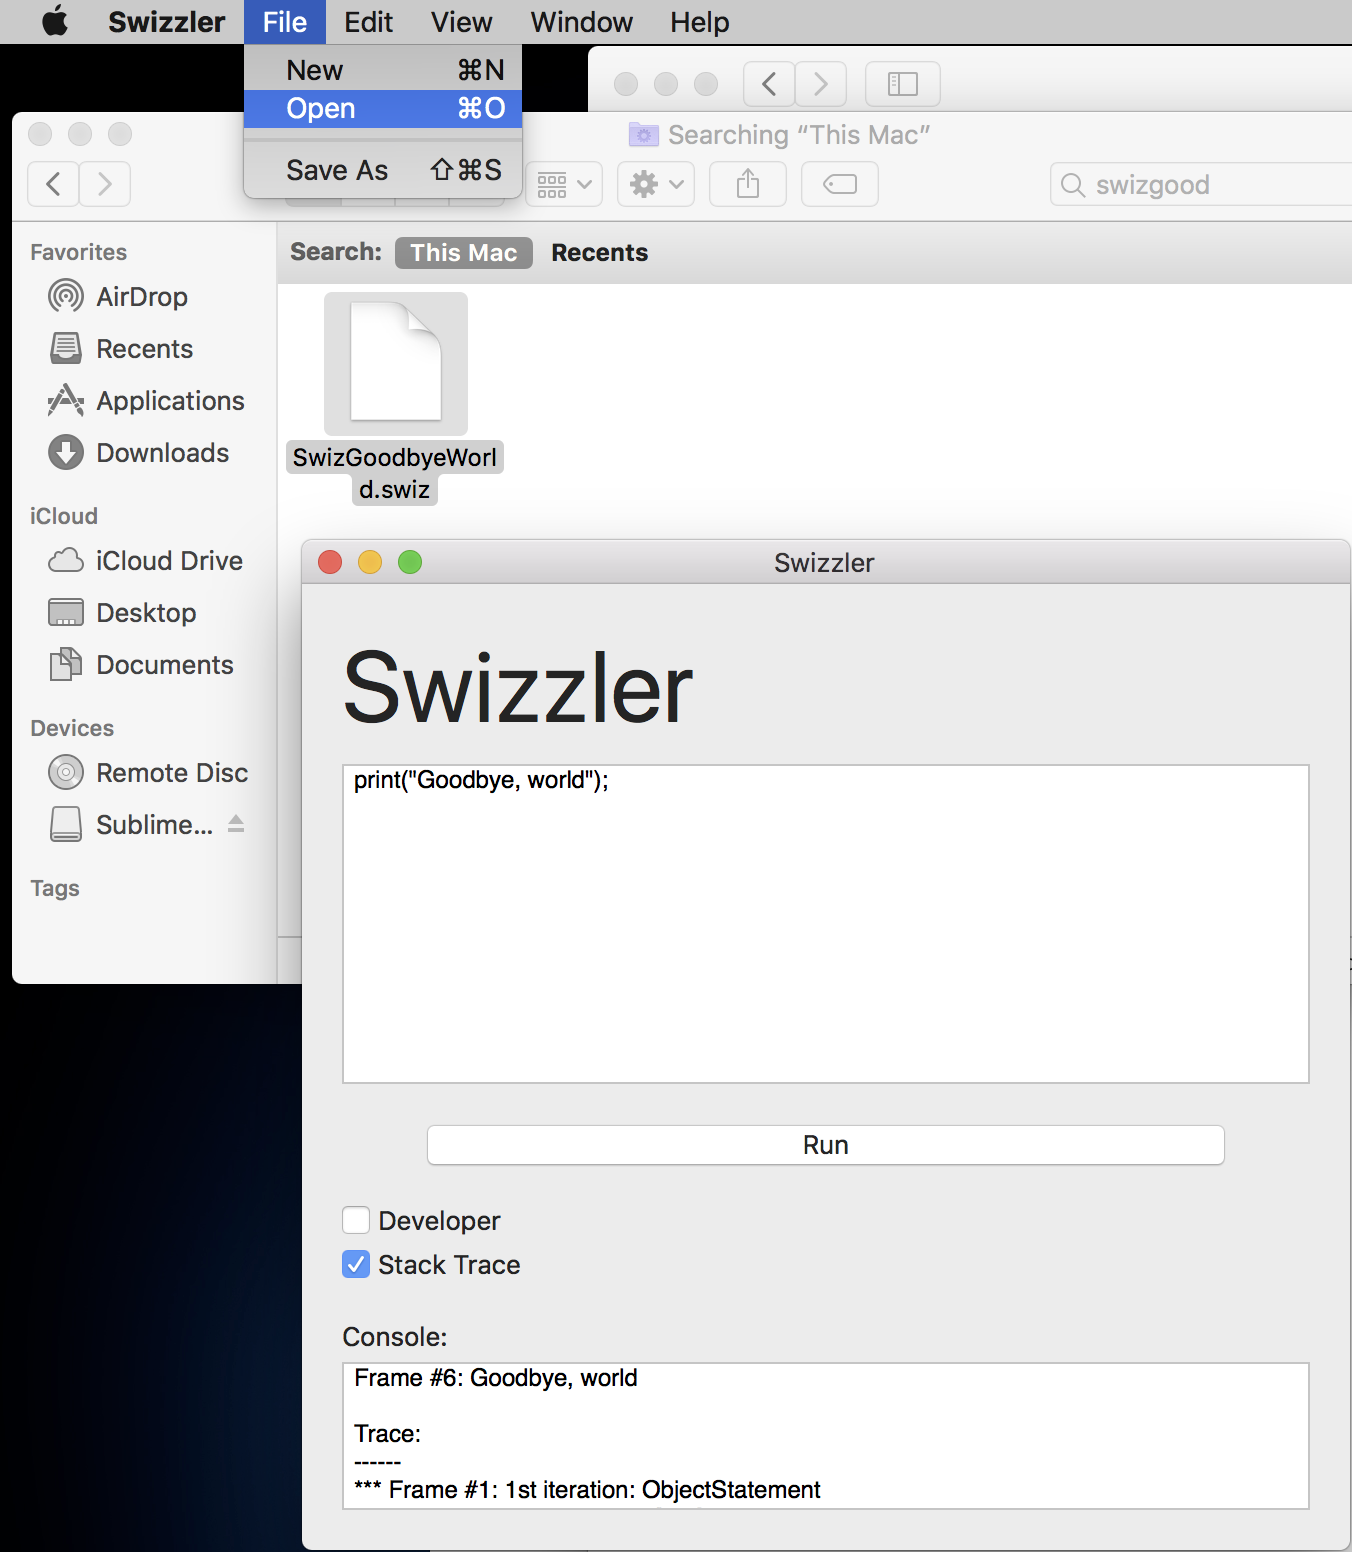 Swizzler File Edit View Window Help
New ⌘N
Open ⌘O
Save As ⇧⌘S
Searching “This Mac”
swizgood
Search: This Mac Recents
Favorites
AirDrop
Recents
Applications
Downloads
iCloud
iCloud Drive
Desktop
Documents
Devices
Remote Disc
Sublime...
Tags
SwizGoodbyeWorl
d.swiz
Swizzler
Swizzler
print("Goodbye, world");
Run
Developer
Stack Trace
Console:
Frame #6: Goodbye, world
Trace:
------
*** Frame #1: 1st iteration: ObjectStatement